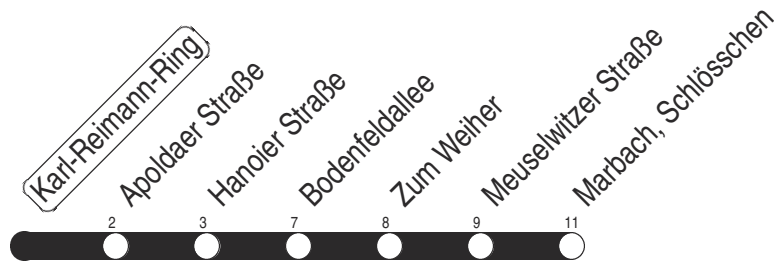 Karl-Reimann-Ring
Apoldaer Straße
Hanoier Straße
Bodenfeldallee
Zum Weiher
Meuselwitzer Straße
Marbach, Schlösschen
2
3
7
8
9
11